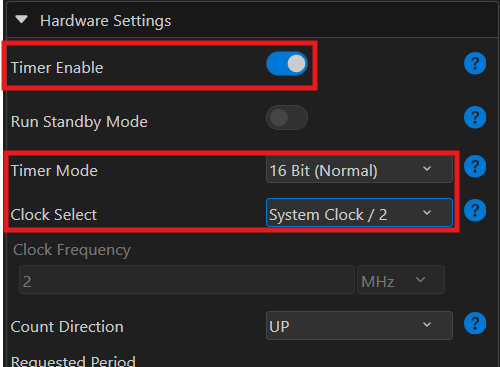 Hardware Settings
Timer Enable ?
Run Standby Mode ?
Timer Mode 16 Bit (Normal) ?
Clock Select System Clock / 2 ?
Clock Frequency
2 MHz
Count Direction UP ?
Requested Period